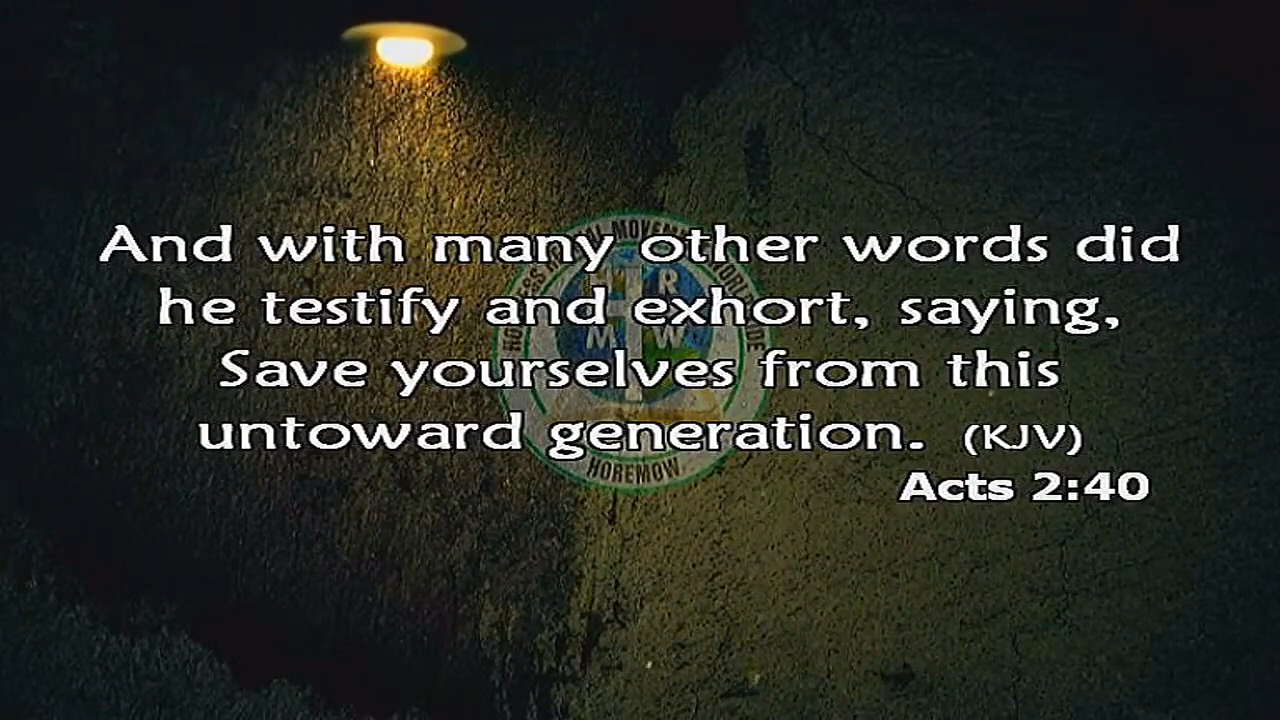 And with many other words did
he testify and exhort, saying,
Save yourselves from this
untoward generation. (KJV)
Acts 2:40
H R
M W
HOREMOW